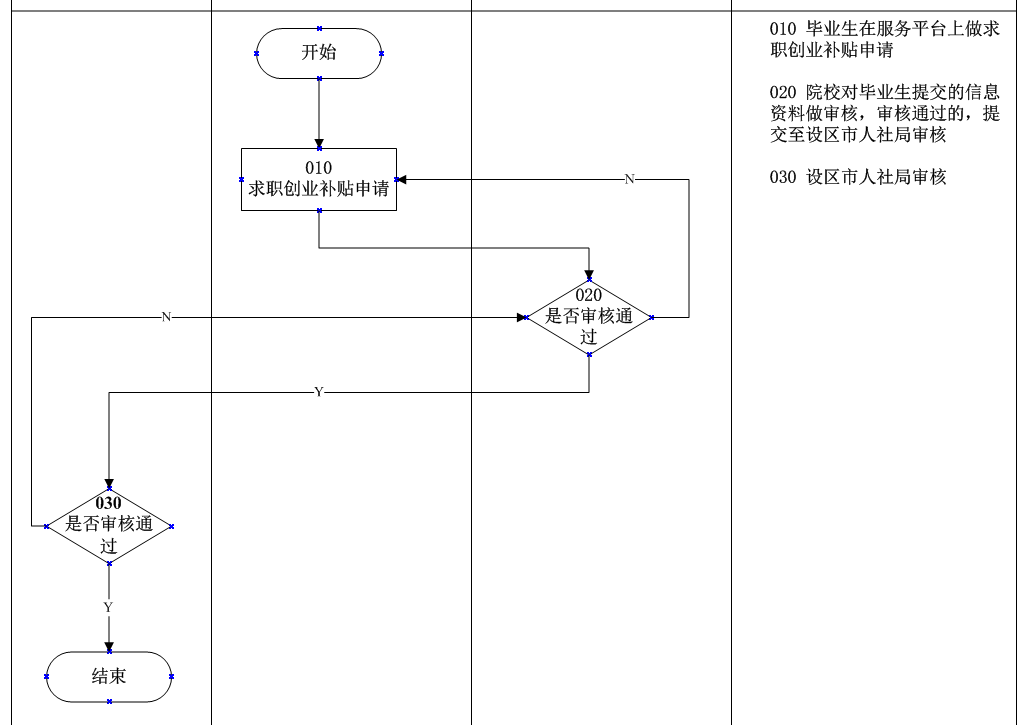 开始
010
求职创业补贴申请
N
020
是否审核通
过
N
Y
030
是否审核通
过
Y
结束
010 毕业生在服务平台上做求
职创业补贴申请
020 院校对毕业生提交的信息
资料做审核，审核通过的，提
交至设区市人社局审核
030 设区市人社局审核